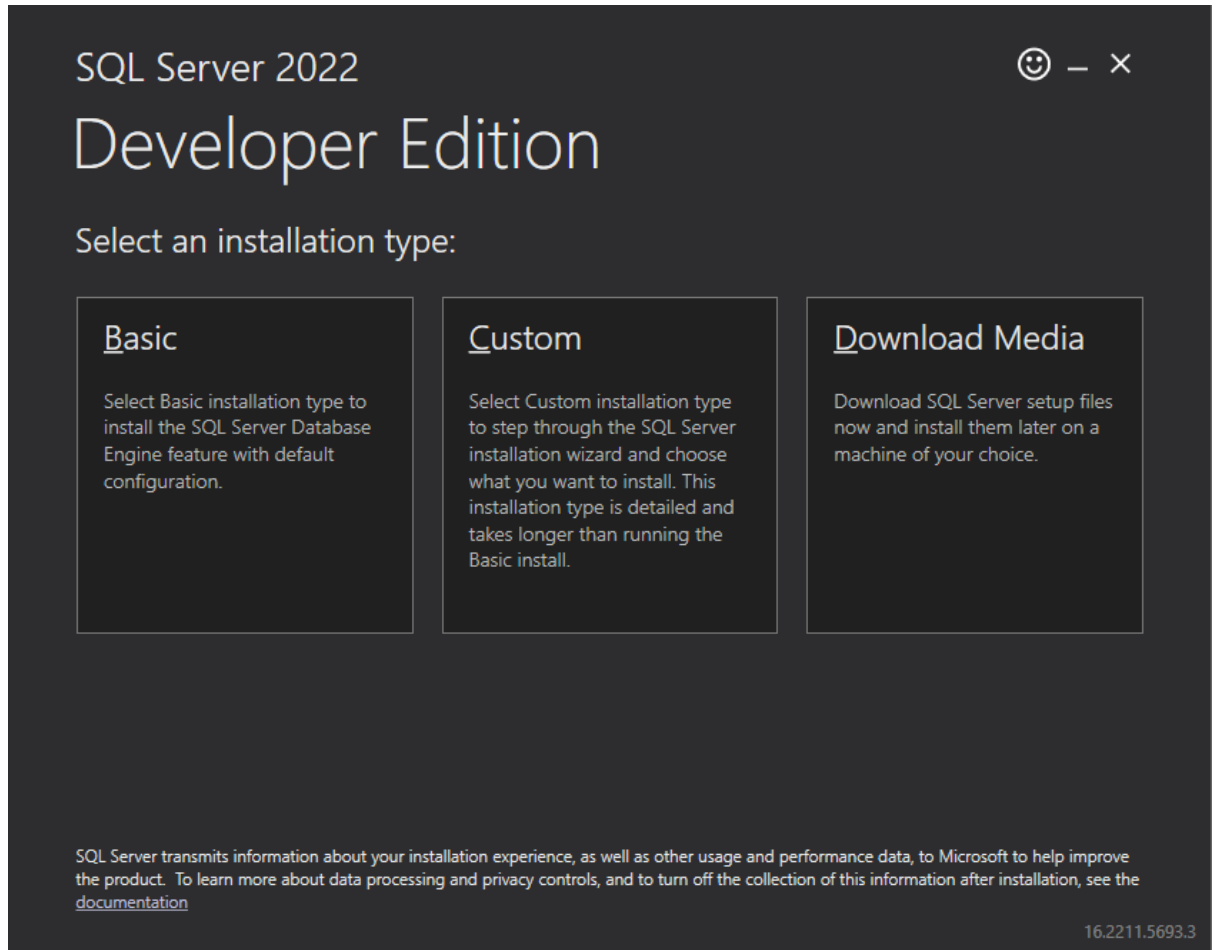 SQL Server 2022
Developer Edition
Select an installation type:
Basic
Select Basic installation type to
install the SQL Server Database
Engine feature with default
configuration.
Custom
Select Custom installation type
to step through the SQL Server
installation wizard and choose
what you want to install. This
installation type is detailed and
takes longer than running the
Basic install.
Download Media
Download SQL Server setup files
now and install them later on a
machine of your choice.
SQL Server transmits information about your installation experience, as well as other usage and performance data, to Microsoft to help improve
the product.  To learn more about data processing and privacy controls, and to turn off the collection of this information after installation, see the
documentation
16.2211.5693.3